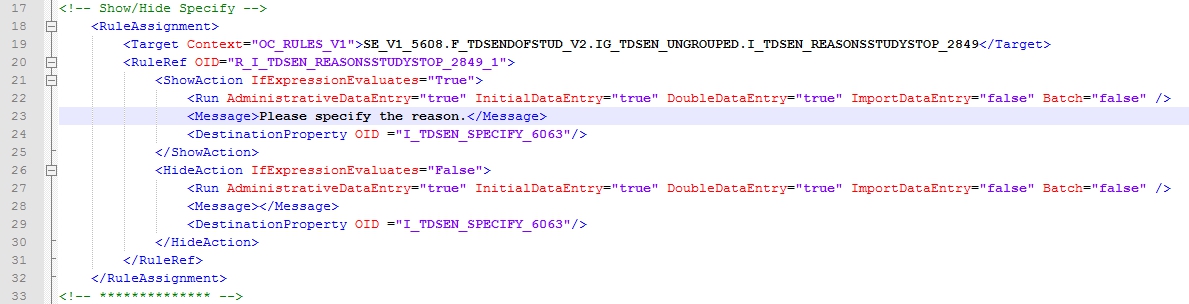 17 <!-- Show/Hide Specify -->
18 <RuleAssignment>
19 <Target Context="OC_RULES_V1">SE_V1_5608.F_TDSENDOFSTUD_V2.IG_TDSEN_UNGROUPED.I_TDSEN_REASONSSTUDYSTOP_2849</Target>
20 <RuleRef OID="R_I_TDSEN_REASONSSTUDYSTOP_2849_1">
21 <ShowAction IfExpressionEvaluates="True">
22 <Run AdministrativeDataEntry="true" InitialDataEntry="true" DoubleDataEntry="true" ImportDataEntry="false" Batch="false" />
23 <Message>Please specify the reason.</Message>
24 <DestinationProperty OID ="I_TDSEN_SPECIFY_6063"/>
25 </ShowAction>
26 <HideAction IfExpressionEvaluates="False">
27 <Run AdministrativeDataEntry="true" InitialDataEntry="true" DoubleDataEntry="true" ImportDataEntry="false" Batch="false" />
28 <Message></Message>
29 <DestinationProperty OID ="I_TDSEN_SPECIFY_6063"/>
30 </HideAction>
31 </RuleRef>
32 </RuleAssignment>
33 <!-- ************** -->